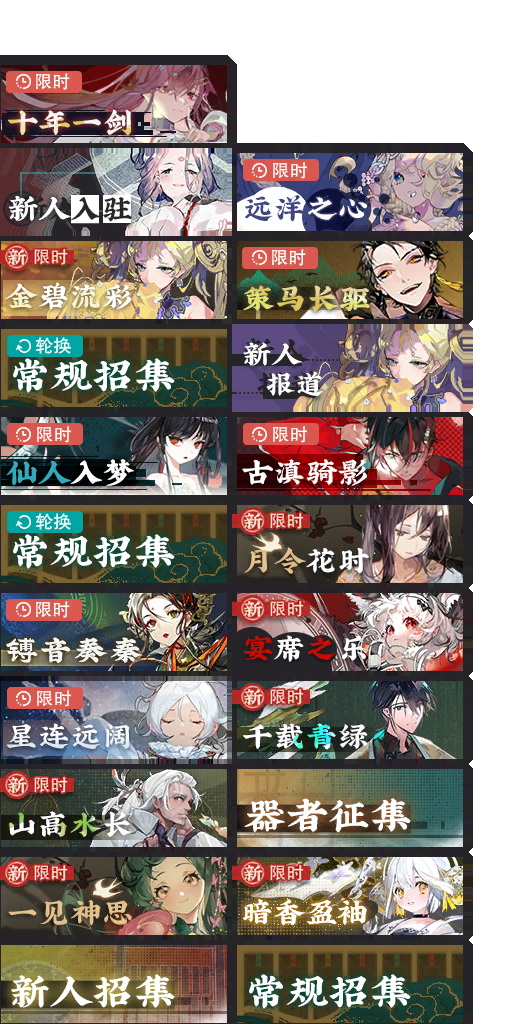 限时
十年一剑
新人入驻
限时
远洋之心
新 限时
金碧流彩
限时
策马长驱
轮换
常规招集
新人
报道
限时
仙人入梦
限时
古滇骑影
轮换
常规招集
新 限时
月令花时
限时
镈音奏秦
新 限时
宴席之乐
限时
星连远阔
新 限时
千载青绿
新 限时
山高水长
器者征集
新 限时
一见神思
新 限时
暗香盈袖
新人招集
常规招集